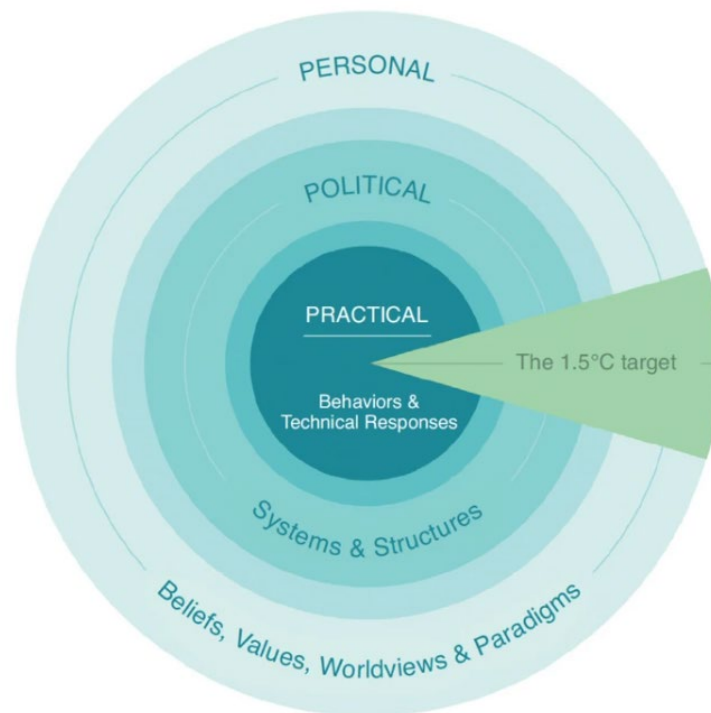 PERSONAL
POLITICAL
PRACTICAL
The 1.5°C target
Behaviors &
Technical Responses
Systems & Structures
Beliefs, Values, Worldviews & Paradigms